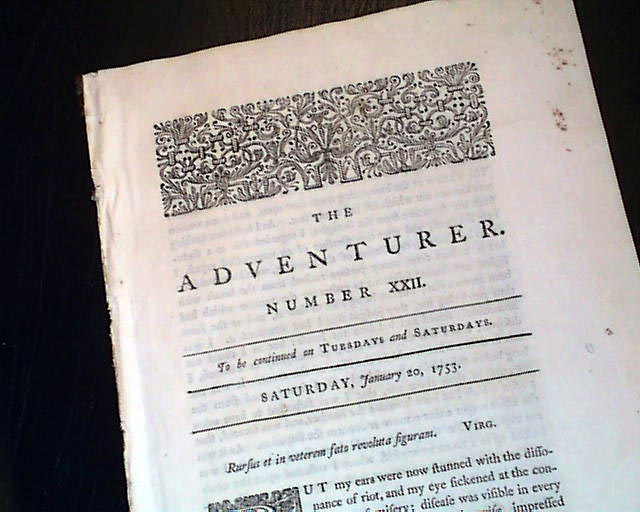 THE
ADVENTURER.
NUMBER XXII.
To be continued on TUESDAYS and SATURDAYS.
SATURDAY, January 20, 1753.
Rurſus et in veterem fato revoluta figuram. VIRG.
UT my ears were now ſtunned with the diſſo-
nance of riot, and my eye ſickened at the con-
miſery; diſeaſe was viſible in every
impreſſed